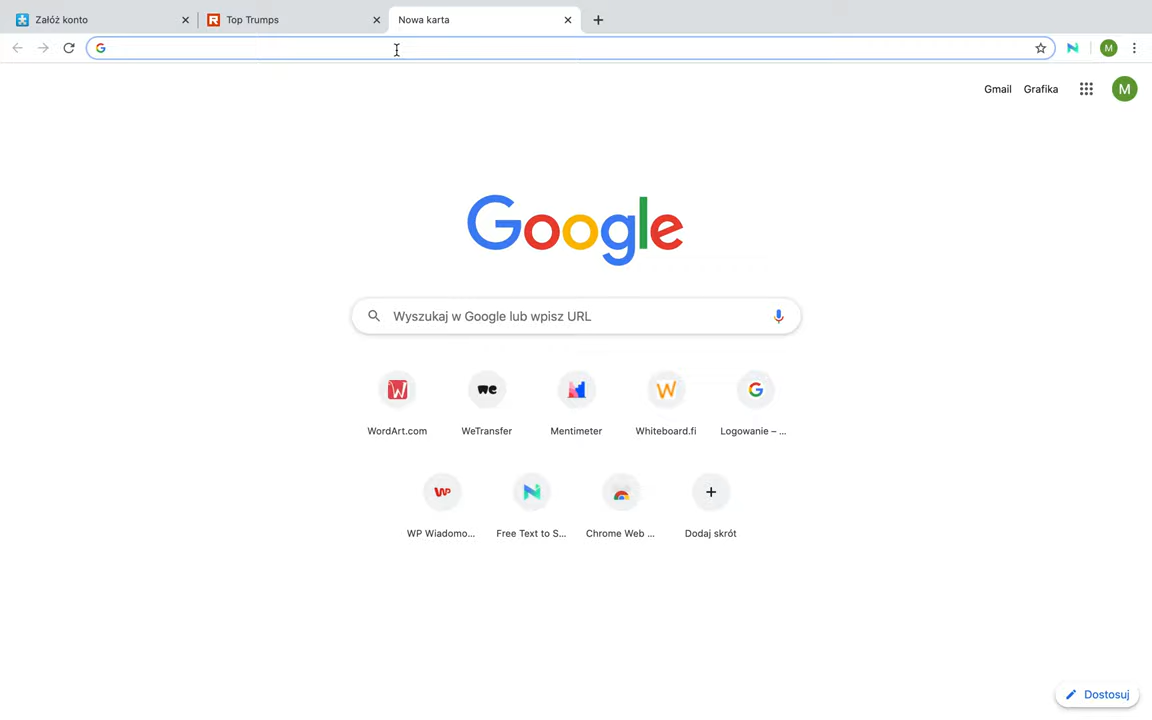 Załóż konto
Top Trumps
Nowa karta
M
Gmail
Grafika
M
Google
Wyszukaj w Google lub wpisz URL
WordArt.com
WeTransfer
Mentimeter
Whiteboard.fi
Logowanie – ...
WP Wiadomo...
Free Text to S...
Chrome Web ...
Dodaj skrót
Dostosuj